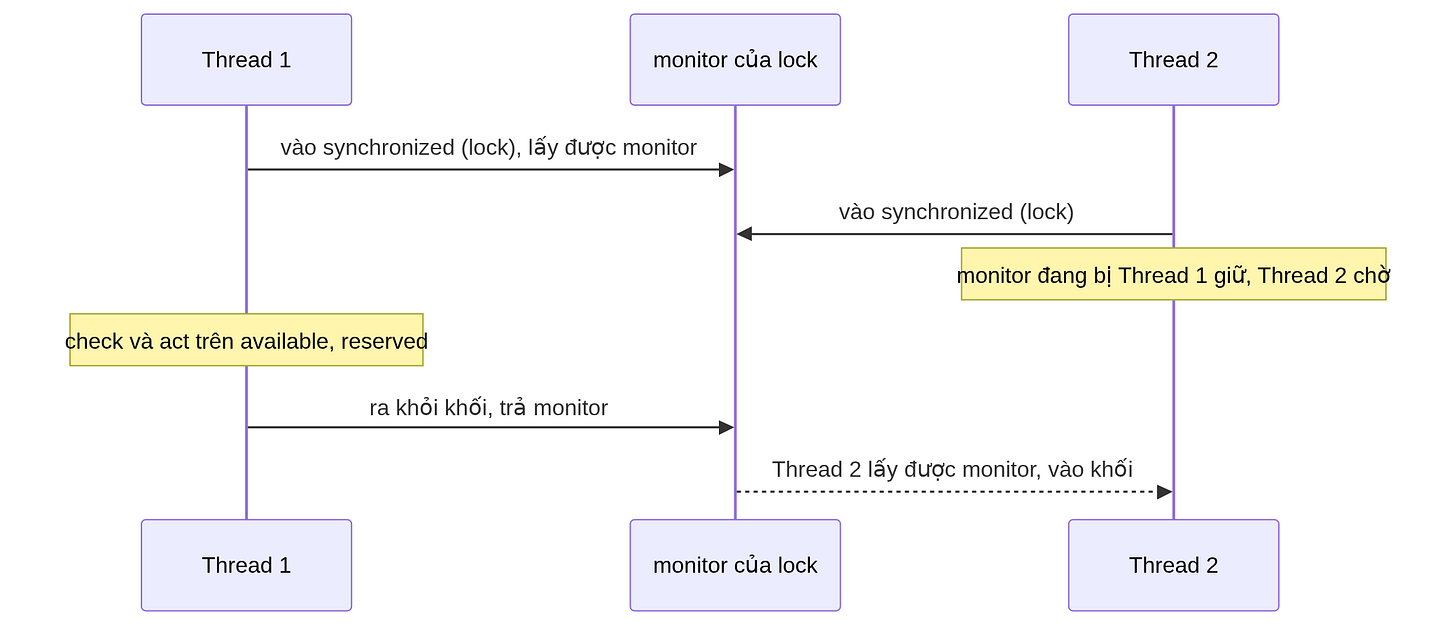 Thread 1
monitor của lock
Thread 2
vào synchronized (lock), lấy được monitor
vào synchronized (lock)
monitor đang bị Thread 1 giữ, Thread 2 chờ
check và act trên available, reserved
ra khỏi khối, trả monitor
Thread 2 lấy được monitor, vào khối
Thread 1
monitor của lock
Thread 2